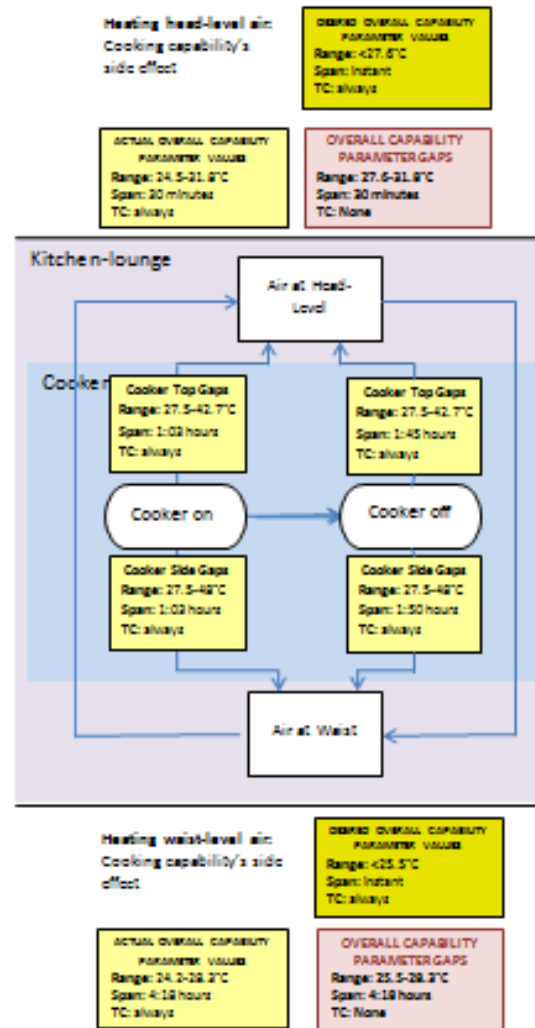 Heating head-level air:
Cooking capability's
side effect
DESIRED OVERALL CAPABILITY
PARAMETER VALUES
Range: <27.6°C
Span: Instant
TC: always
ACTUAL OVERALL CAPABILITY
PARAMETER VALUES
Range: 24.5-31.8°C
Span: 30 minutes
TC: always
OVERALL CAPABILITY
PARAMETER GAPS
Range: 27.6-31.8°C
Span: 30 minutes
TC: None
Kitchen-lounge
Air at Head-
Level
Cooker
Cooker Top Gaps
Range: 27.5-42.7°C
Span: 1:03 hours
TC: always
Cooker Top Gaps
Range: 27.5-42.7°C
Span: 1:45 hours
TC: always
Cooker on
Cooker off
Cooker Side Gaps
Range: 27.5-48°C
Span: 1:03 hours
TC: always
Cooker Side Gaps
Range: 27.5-48°C
Span: 1:50 hours
TC: always
Air at Waist
Heating waist-level air:
Cooking capability's side
effect
DESIRED OVERALL CAPABILITY
PARAMETER VALUES
Range: <25.5°C
Span: Instant
TC: always
ACTUAL OVERALL CAPABILITY
PARAMETER VALUES
Range: 24.2-28.3°C
Span: 4:18 hours
TC: always
OVERALL CAPABILITY
PARAMETER GAPS
Range: 25.5-28.3°C
Span: 4:18 hours
TC: None